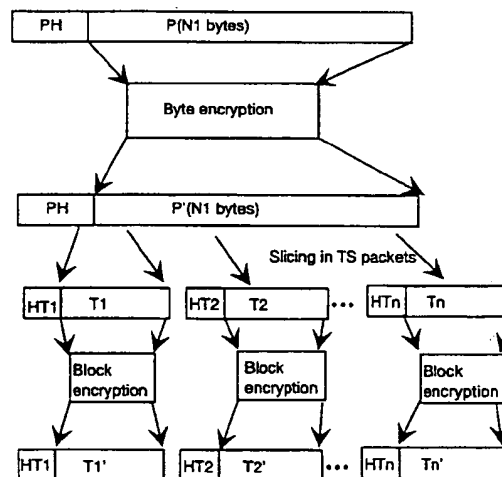 PH P(N1 bytes)
Byte encryption
PH P'(N1 bytes)
Slicing in TS packets
HT1 T1 HT2 T2 ••• HTn Tn
Block encryption Block encryption Block encryption
HT1 T1' HT2 T2' ••• HTn Tn'